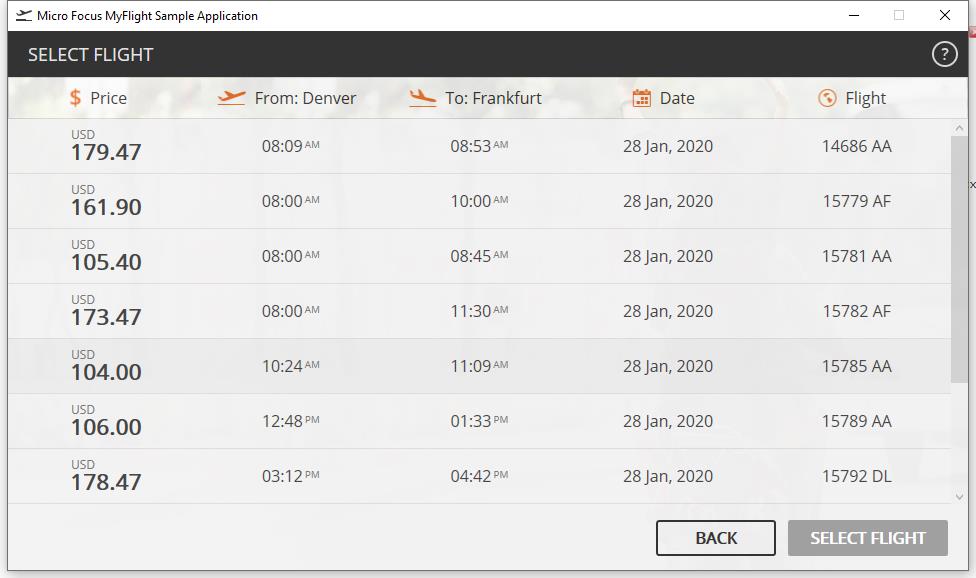 Micro Focus MyFlight Sample Application
SELECT FLIGHT ?
$ Price From: Denver To: Frankfurt Date Flight
USD
179.47 08:09 AM 08:53 AM 28 Jan, 2020 14686 AA
USD
161.90 08:00 AM 10:00 AM 28 Jan, 2020 15779 AF
USD
105.40 08:00 AM 08:45 AM 28 Jan, 2020 15781 AA
USD
173.47 08:00 AM 11:30 AM 28 Jan, 2020 15782 AF
USD
104.00 10:24 AM 11:09 AM 28 Jan, 2020 15785 AA
USD
106.00 12:48 PM 01:33 PM 28 Jan, 2020 15789 AA
USD
178.47 03:12 PM 04:42 PM 28 Jan, 2020 15792 DL
BACK SELECT FLIGHT